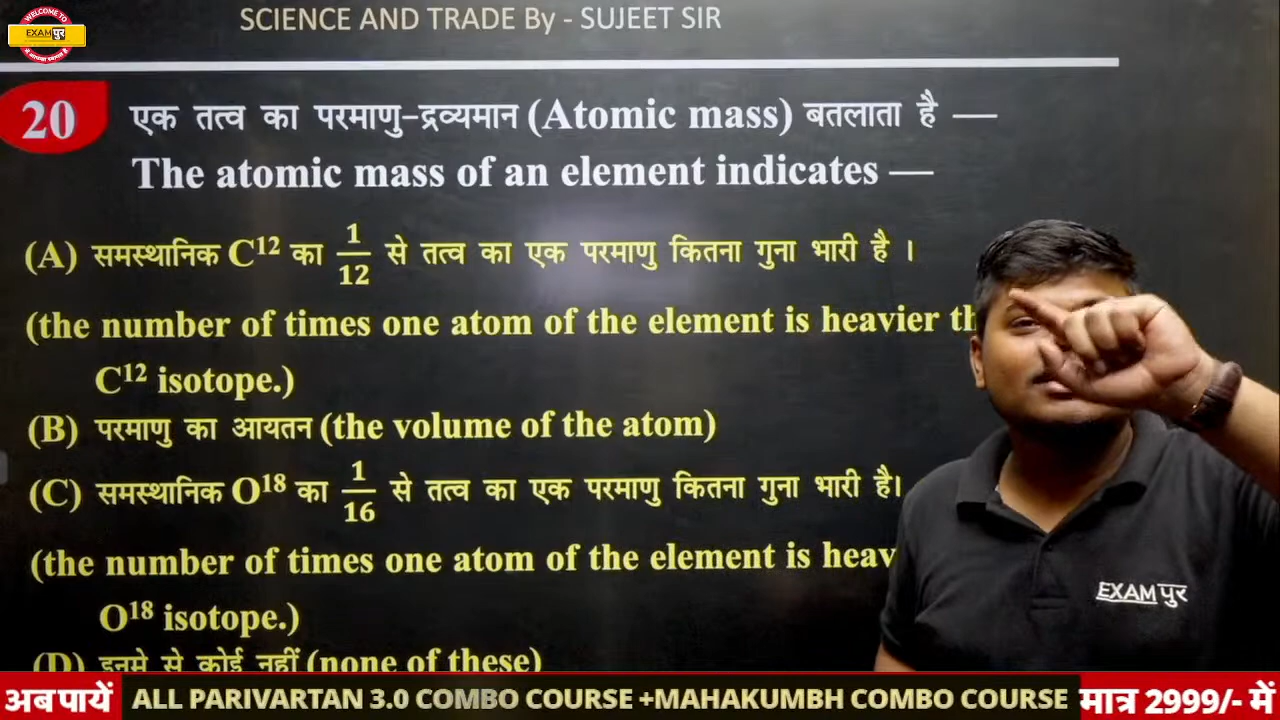 WELCOME TO
EXAMपुर
SCIENCE AND TRADE By - SUJEET SIR
20
एक तत्व का परमाणु-द्रव्यमान (Atomic mass) बतलाता है —
The atomic mass of an element indicates —
(A) समस्थानिक C¹² का 1/12 से तत्व का एक परमाणु कितना गुना भारी है ।
(the number of times one atom of the element is heavier th
C¹² isotope.)
(B) परमाणु का आयतन (the volume of the atom)
(C) समस्थानिक O¹⁸ का 1/16 से तत्व का एक परमाणु कितना गुना भारी है।
(the number of times one atom of the element is heav
O¹⁸ isotope.)
(D) इनमे से कोई नहीं (none of these)
EXAMपुर
अब पायें ALL PARIVARTAN 3.0 COMBO COURSE +MAHAKUMBH COMBO COURSE मात्र 2999/- में